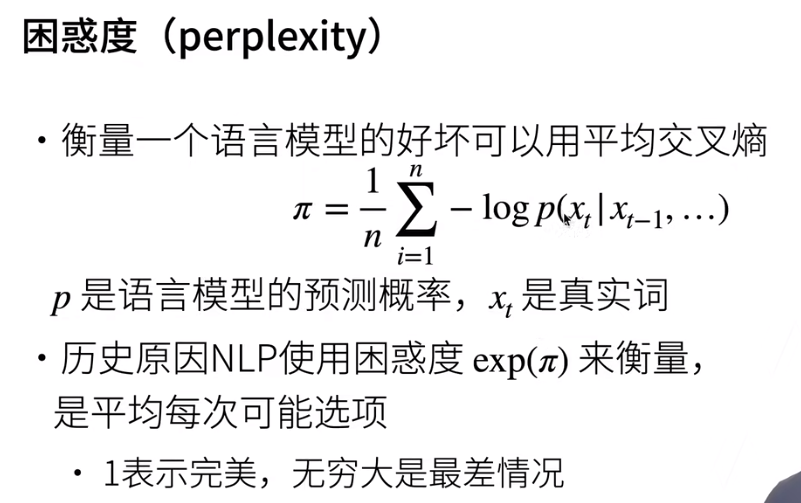 困惑度（perplexity）
• 衡量一个语言模型的好坏可以用平均交叉熵
π = \frac{1}{n} \sum_{i=1}^{n} − log p(x_t | x_{t−1}, …)
p 是语言模型的预测概率，x_t 是真实词
• 历史原因NLP使用困惑度 exp(π) 来衡量，
是平均每次可能选项
• 1表示完美，无穷大是最差情况